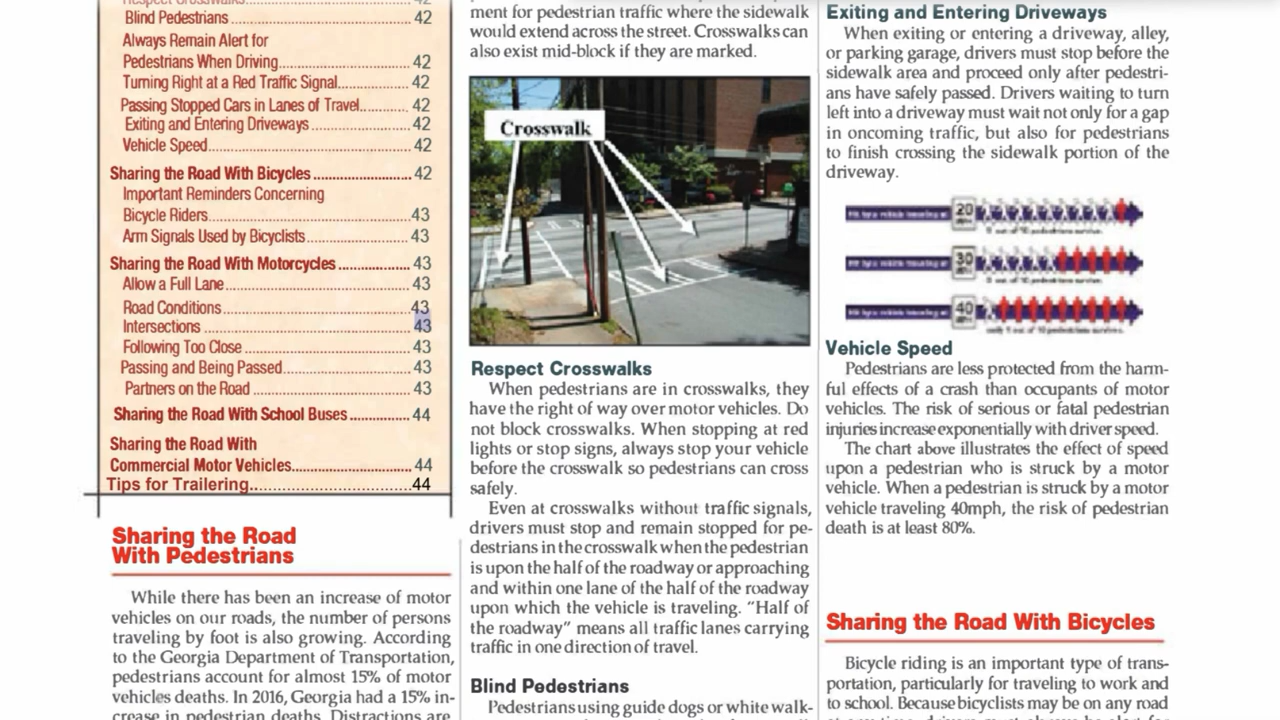 Respect Crosswalks 42
Blind Pedestrians 42
Always Remain Alert for
Pedestrians When Driving 42
Turning Right at a Red Traffic Signal 42
Passing Stopped Cars in Lanes of Travel 42
Exiting and Entering Driveways 42
Vehicle Speed 42
Sharing the Road With Bicycles 42
Important Reminders Concerning
Bicycle Riders 43
Arm Signals Used by Bicyclists 43
Sharing the Road With Motorcycles 43
Allow a Full Lane 43
Road Conditions 43
Intersections 43
Following Too Close 43
Passing and Being Passed 43
Partners on the Road 43
Sharing the Road With School Buses 44
Sharing the Road With
Commercial Motor Vehicles 44
Tips for Trailering 44
Sharing the Road
With Pedestrians
While there has been an increase of motor
vehicles on our roads, the number of persons
traveling by foot is also growing. According
to the Georgia Department of Transportation,
pedestrians account for almost 15% of motor
vehicles deaths. In 2016, Georgia had a 15% in-
crease in pedestrian deaths. Distractions are
ment for pedestrian traffic where the sidewalk
would extend across the street. Crosswalks can
also exist mid-block if they are marked.
Crosswalk
Respect Crosswalks
When pedestrians are in crosswalks, they
have the right of way over motor vehicles. Do
not block crosswalks. When stopping at red
lights or stop signs, always stop your vehicle
before the crosswalk so pedestrians can cross
safely.
Even at crosswalks without traffic signals,
drivers must stop and remain stopped for pe-
destrians in the crosswalk when the pedestrian
is upon the half of the roadway or approaching
and within one lane of the half of the roadway
upon which the vehicle is traveling. "Half of
the roadway" means all traffic lanes carrying
traffic in one direction of travel.
Blind Pedestrians
Pedestrians using guide dogs or white walk-
Exiting and Entering Driveways
When exiting or entering a driveway, alley,
or parking garage, drivers must stop before the
sidewalk area and proceed only after pedestri-
ans have safely passed. Drivers waiting to turn
left into a driveway must wait not only for a gap
in oncoming traffic, but also for pedestrians
to finish crossing the sidewalk portion of the
driveway.
20
9 out of 10 pedestrians survive.
30
5 out of 10 pedestrians survive.
40
only 1 out of 10 pedestrians survives.
Vehicle Speed
Pedestrians are less protected from the harm-
ful effects of a crash than occupants of motor
vehicles. The risk of serious or fatal pedestrian
injuries increase exponentially with driver speed.
The chart above illustrates the effect of speed
upon a pedestrian who is struck by a motor
vehicle. When a pedestrian is struck by a motor
vehicle traveling 40mph, the risk of pedestrian
death is at least 80%.
Sharing the Road With Bicycles
Bicycle riding is an important type of trans-
portation, particularly for traveling to work and
to school. Because bicyclists may be on any road